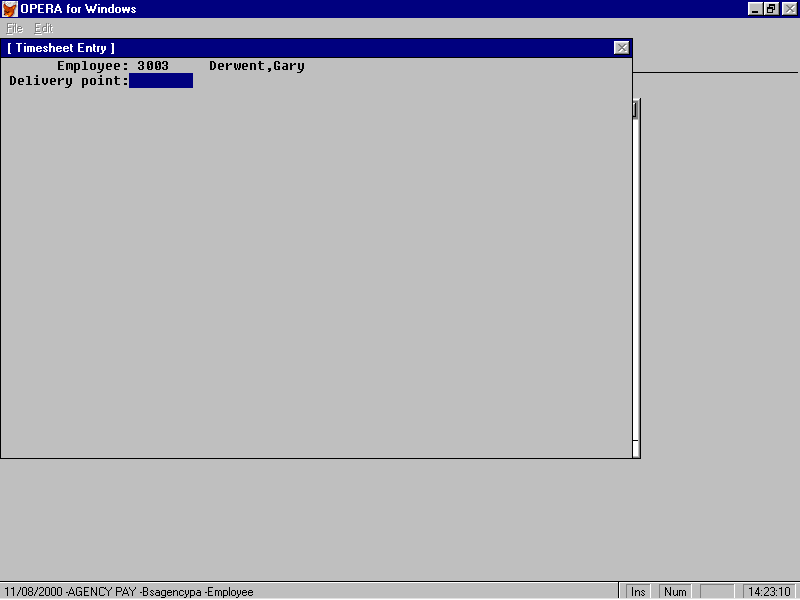 OPERA for Windows
File Edit
[ Timesheet Entry ]
Employee: 3003 Derwent,Gary
Delivery point:
11/08/2000 -AGENCY PAY -Bsagencypa -Employee Ins Num 14:23:10